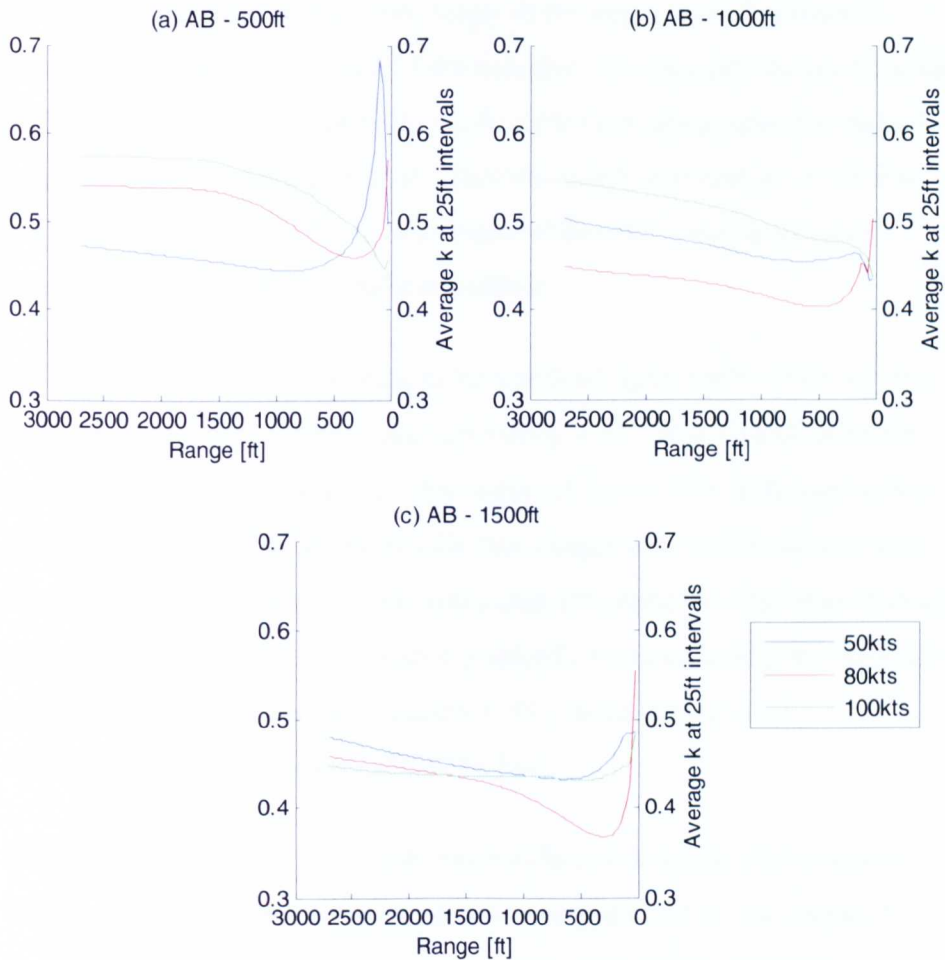 (a) AB - 500ft
0.7
0.6
0.5
0.4
0.3
3000 2500 2000 1500 1000 500 0
Range [ft]
0.7
0.6
0.5
0.4
0.3
Average k at 25ft intervals
(b) AB - 1000ft
0.7
0.6
0.5
0.4
0.3
3000 2500 2000 1500 1000 500 0
Range [ft]
0.7
0.6
0.5
0.4
0.3
Average k at 25ft intervals
(c) AB - 1500ft
0.7
0.6
0.5
0.4
0.3
3000 2500 2000 1500 1000 500 0
Range [ft]
0.7
0.6
0.5
0.4
0.3
Average k at 25ft intervals
50kts
80kts
100kts